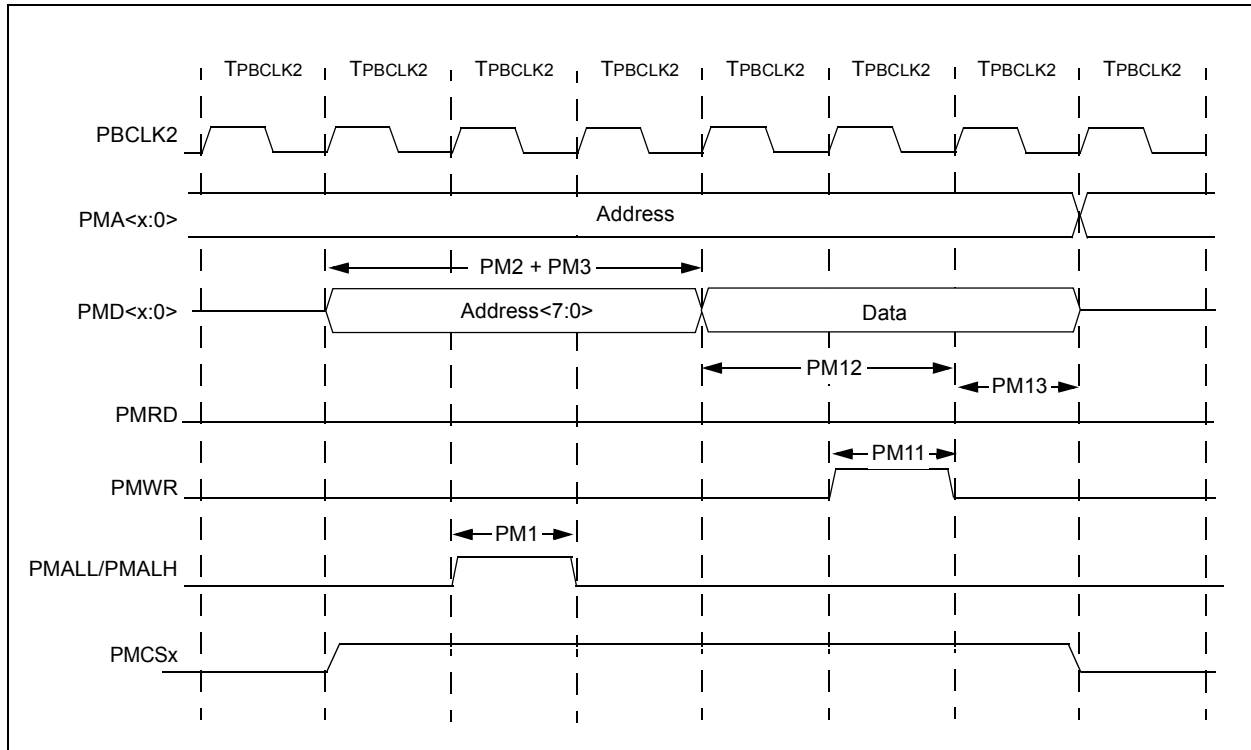 TPBCLK2 TPBCLK2 TPBCLK2 TPBCLK2 TPBCLK2 TPBCLK2 TPBCLK2 TPBCLK2
PBCLK2
PMA<x:0> Address
PM2 + PM3
PMD<x:0> Address<7:0> Data
PM12
PM13
PMRD
PM11
PMWR
PM1
PMALL/PMALH
PMCSx